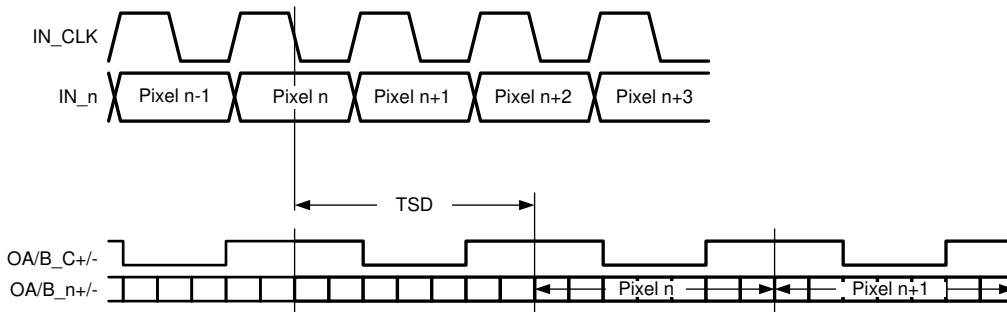 IN_CLK
IN_n
Pixel n-1
Pixel n
Pixel n+1
Pixel n+2
Pixel n+3
TSD
OA/B_C+/-
OA/B_n+/-
Pixel n
Pixel n+1